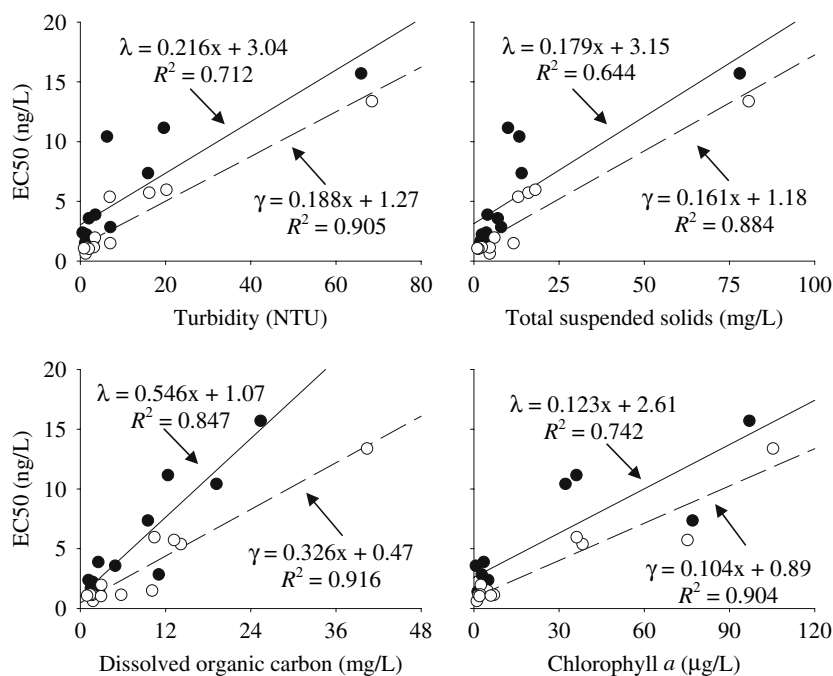 20
15
10
5
0
EC50 (ng/L)
λ = 0.216x + 3.04
R² = 0.712
γ = 0.188x + 1.27
R² = 0.905
0 20 40 60 80
Turbidity (NTU)
λ = 0.179x + 3.15
R² = 0.644
γ = 0.161x + 1.18
R² = 0.884
0 25 50 75 100
Total suspended solids (mg/L)
20
15
10
5
0
EC50 (ng/L)
λ = 0.546x + 1.07
R² = 0.847
γ = 0.326x + 0.47
R² = 0.916
0 12 24 36 48
Dissolved organic carbon (mg/L)
λ = 0.123x + 2.61
R² = 0.742
γ = 0.104x + 0.89
R² = 0.904
0 30 60 90 120
Chlorophyll a (µg/L)